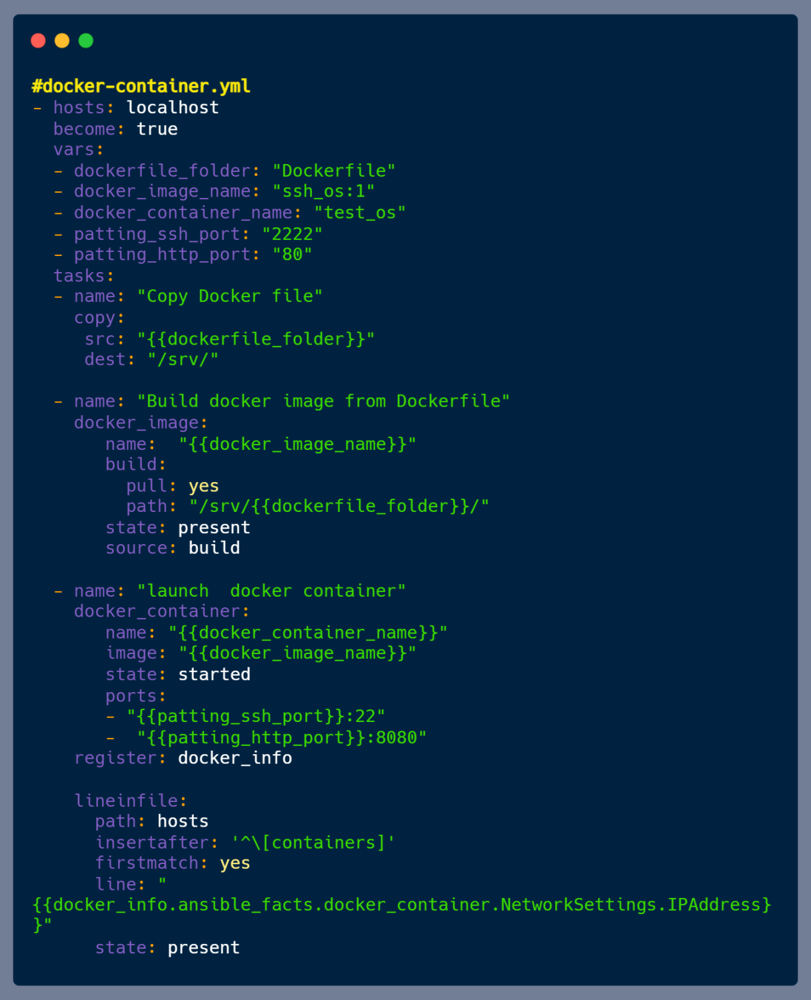 #docker-container.yml
- hosts: localhost
  become: true
  vars:
  - dockerfile_folder: "Dockerfile"
  - docker_image_name: "ssh_os:1"
  - docker_container_name: "test_os"
  - patting_ssh_port: "2222"
  - patting_http_port: "80"
  tasks:
  - name: "Copy Docker file"
    copy:
     src: "{{dockerfile_folder}}"
     dest: "/srv/"

  - name: "Build docker image from Dockerfile"
    docker_image:
       name:  "{{docker_image_name}}"
       build:
         pull: yes
         path: "/srv/{{dockerfile_folder}}/"
       state: present
       source: build

  - name: "launch  docker container"
    docker_container:
       name: "{{docker_container_name}}"
       image: "{{docker_image_name}}"
       state: started
       ports:
       - "{{patting_ssh_port}}:22"
       -  "{{patting_http_port}}:8080"
    register: docker_info

    lineinfile:
      path: hosts
      insertafter: '^\[containers]'
      firstmatch: yes
      line: "
{{docker_info.ansible_facts.docker_container.NetworkSettings.IPAddress}
}"
      state: present